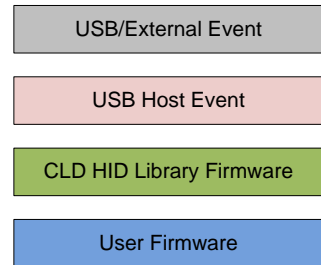 USB/External Event
USB Host Event
CLD HID Library Firmware
User Firmware